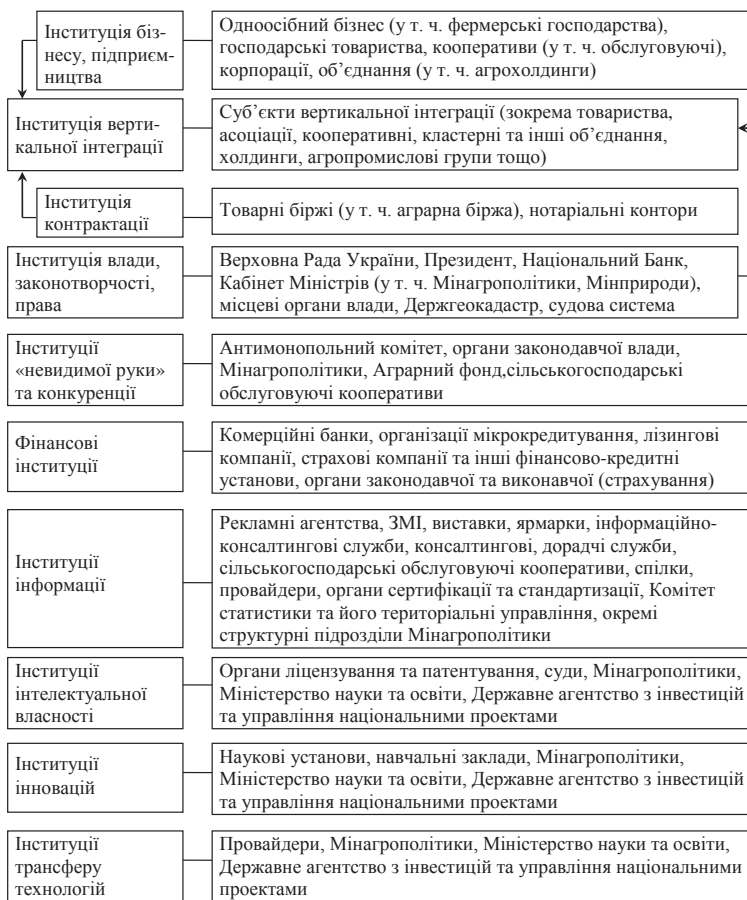 Інституція біз-
несу, підприєм-
ництва
Одноосібний бізнес (у т. ч. фермерські господарства),
господарські товариства, кооперативи (у т. ч. обслуговуючі),
корпорації, об’єднання (у т. ч. агрохолдинги)
Інституція верти-
кальної інтеграції
Суб’єкти вертикальної інтеграції (зокрема товариства,
асоціації, кооперативні, кластерні та інші об’єднання,
холдинги, агропромислові групи тощо)
Інституція
контрактації
Товарні біржі (у т. ч. аграрна біржа), нотаріальні контори
Інституція влади,
законотворчості,
права
Верховна Рада України, Президент, Національний Банк,
Кабінет Міністрів (у т. ч. Мінагрополітики, Мінприроди),
місцеві органи влади, Держгеокадастр, судова система
Інституції
«невидимої руки»
та конкуренції
Антимонопольний комітет, органи законодавчої влади,
Мінагрополітики, Аграрний фонд,сільськогосподарські
обслуговуючі кооперативи
Фінансові
інституції
Комерційні банки, організації мікрокредитування, лізингові
компанії, страхові компанії та інші фінансово-кредитні
установи, органи законодавчої та виконавчої (страхування)
Інституції
інформації
Рекламні агентства, ЗМІ, виставки, ярмарки, інформаційно-
консалтингові служби, консалтингові, дорадчі служби,
сільськогосподарські обслуговуючі кооперативи, спілки,
провайдери, органи сертифікації та стандартизації, Комітет
статистики та його територіальні управління, окремі
структурні підрозділи Мінагрополітики
Інституції
інтелектуальної
власності
Органи ліцензування та патентування, суди, Мінагрополітики,
Міністерство науки та освіти, Державне агентство з інвестицій
та управління національними проектами
Інституції
інновацій
Наукові установи, навчальні заклади, Мінагрополітики,
Міністерство науки та освіти, Державне агентство з інвестицій
та управління національними проектами
Інституції
трансферу
технологій
Провайдери, Мінагрополітики, Міністерство науки та освіти,
Державне агентство з інвестицій та управління національними
проектами